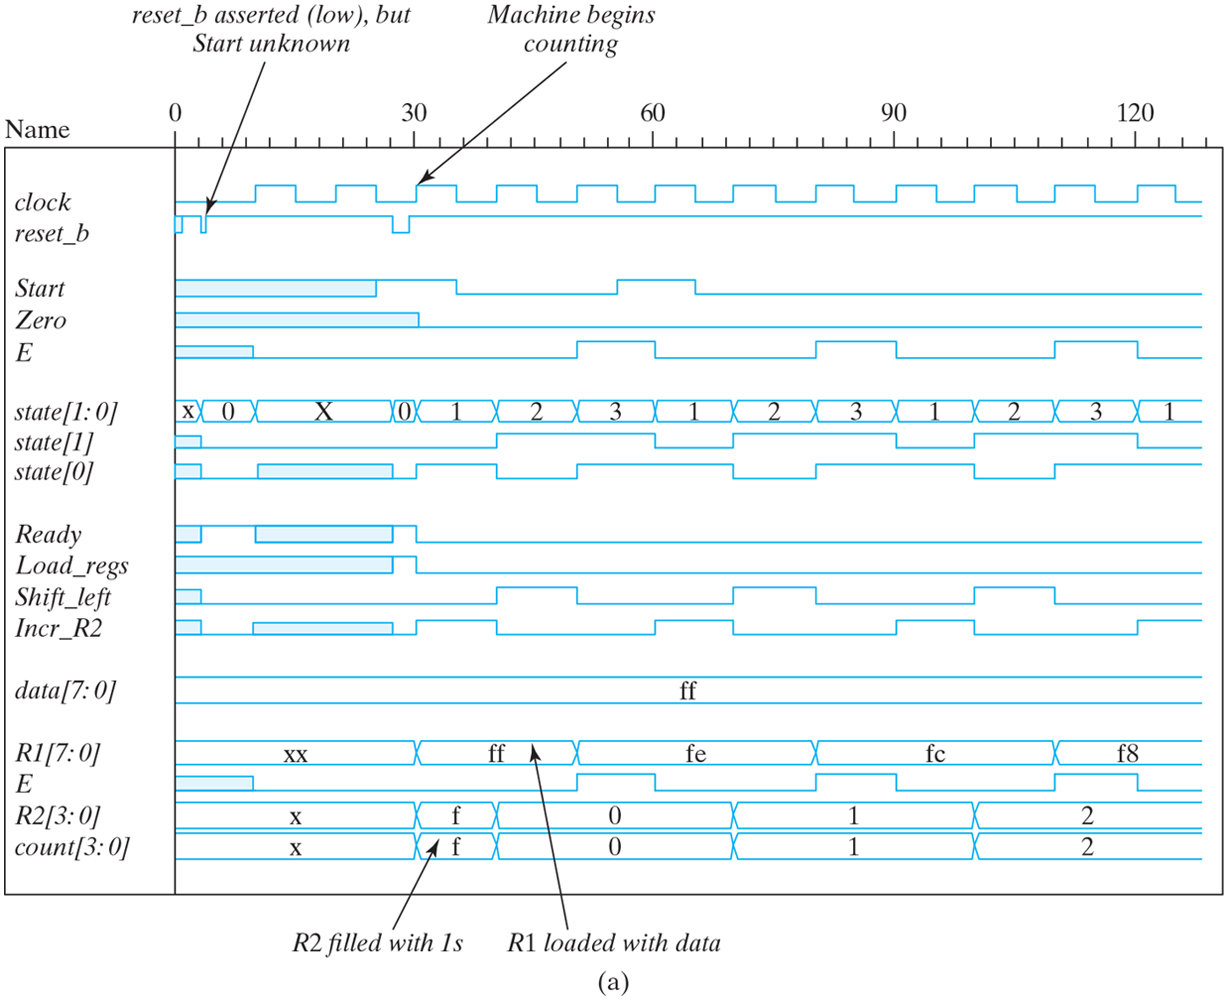 reset_b asserted (low), but
Start unknown
Machine begins
counting
Name
0 30 60 90 120
clock
reset_b
Start
Zero
E
state[1:0] x 0 X 0 1 2 3 1 2 3 1 2 3 1
state[1]
state[0]
Ready
Load_regs
Shift_left
Incr_R2
data[7:0] ff
R1[7:0] xx ff fe fc f8
E
R2[3:0] x f 0 1 2
count[3:0] x f 0 1 2
R2 filled with 1s
R1 loaded with data
(a)